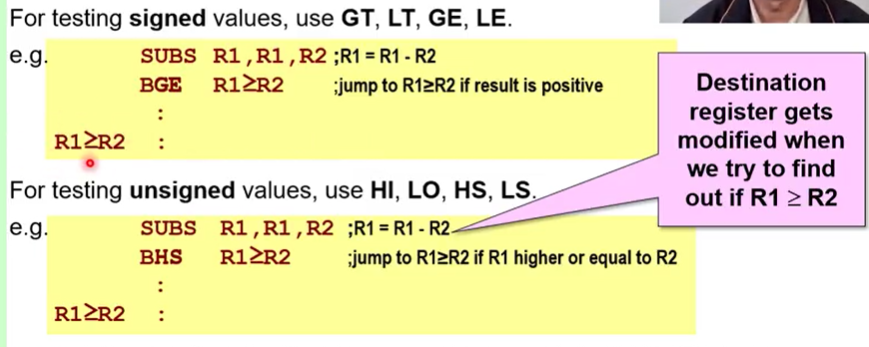 For testing signed values, use GT, LT, GE, LE.
e.g. SUBS R1,R1,R2 ;R1 = R1 - R2
BGE R1≥R2 ;jump to R1≥R2 if result is positive
:
R1≥R2 :
For testing unsigned values, use HI, LO, HS, LS.
e.g. SUBS R1,R1,R2 ;R1 = R1 - R2
BHS R1≥R2 ;jump to R1≥R2 if R1 higher or equal to R2
:
R1≥R2 :
Destination
register gets
modified when
we try to find
out if R1 ≥ R2